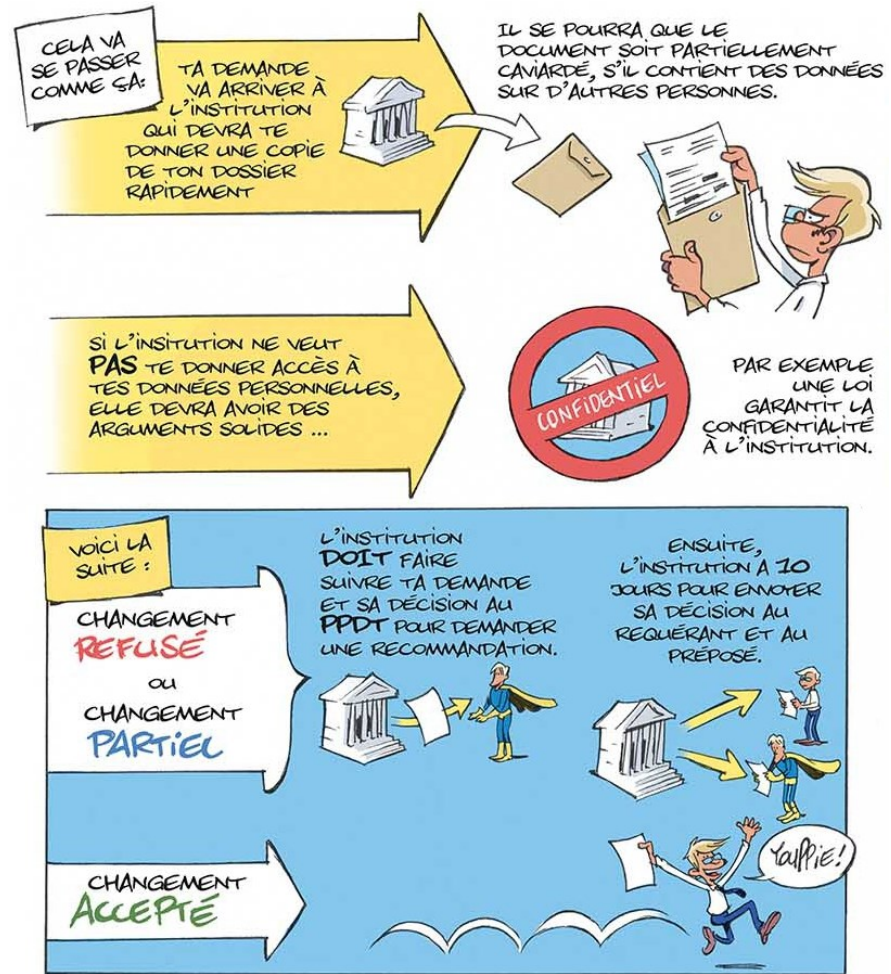 CELA VA
SE PASSER
COMME ÇA:
TA DEMANDE
VA ARRIVER À
L'INSTITUTION
QUI DEVRA TE
DONNER UNE COPIE
DE TON DOSSIER
RAPIDEMENT
IL SE POURRA QUE LE
DOCUMENT SOIT PARTIELLEMENT
CAVIARDÉ, S'IL CONTIENT DES DONNÉES
SUR D'AUTRES PERSONNES.
SI L'INSITUTION NE VEUT
PAS TE DONNER ACCÈS À
TES DONNÉES PERSONNELLES,
ELLE DEVRA AVOIR DES
ARGUMENTS SOLIDES ...
CONFIDENTIEL
PAR EXEMPLE
UNE LOI
GARANTIT LA
CONFIDENTIALITÉ
À L'INSTITUTION.
VOICI LA
SUITE :
CHANGEMENT
REFUSÉ
OU
CHANGEMENT
PARTIEL
L'INSTITUTION
DOIT FAIRE
SUIVRE TA DEMANDE
ET SA DÉCISION AU
PPDT POUR DEMANDER
UNE RECOMMANDATION.
ENSUITE,
L'INSTITUTION A 10
JOURS POUR ENVOYER
SA DÉCISION AU
REQUÉRANT ET AU
PRÉPOSÉ.
CHANGEMENT
ACCEPTÉ
YOUPPIE!